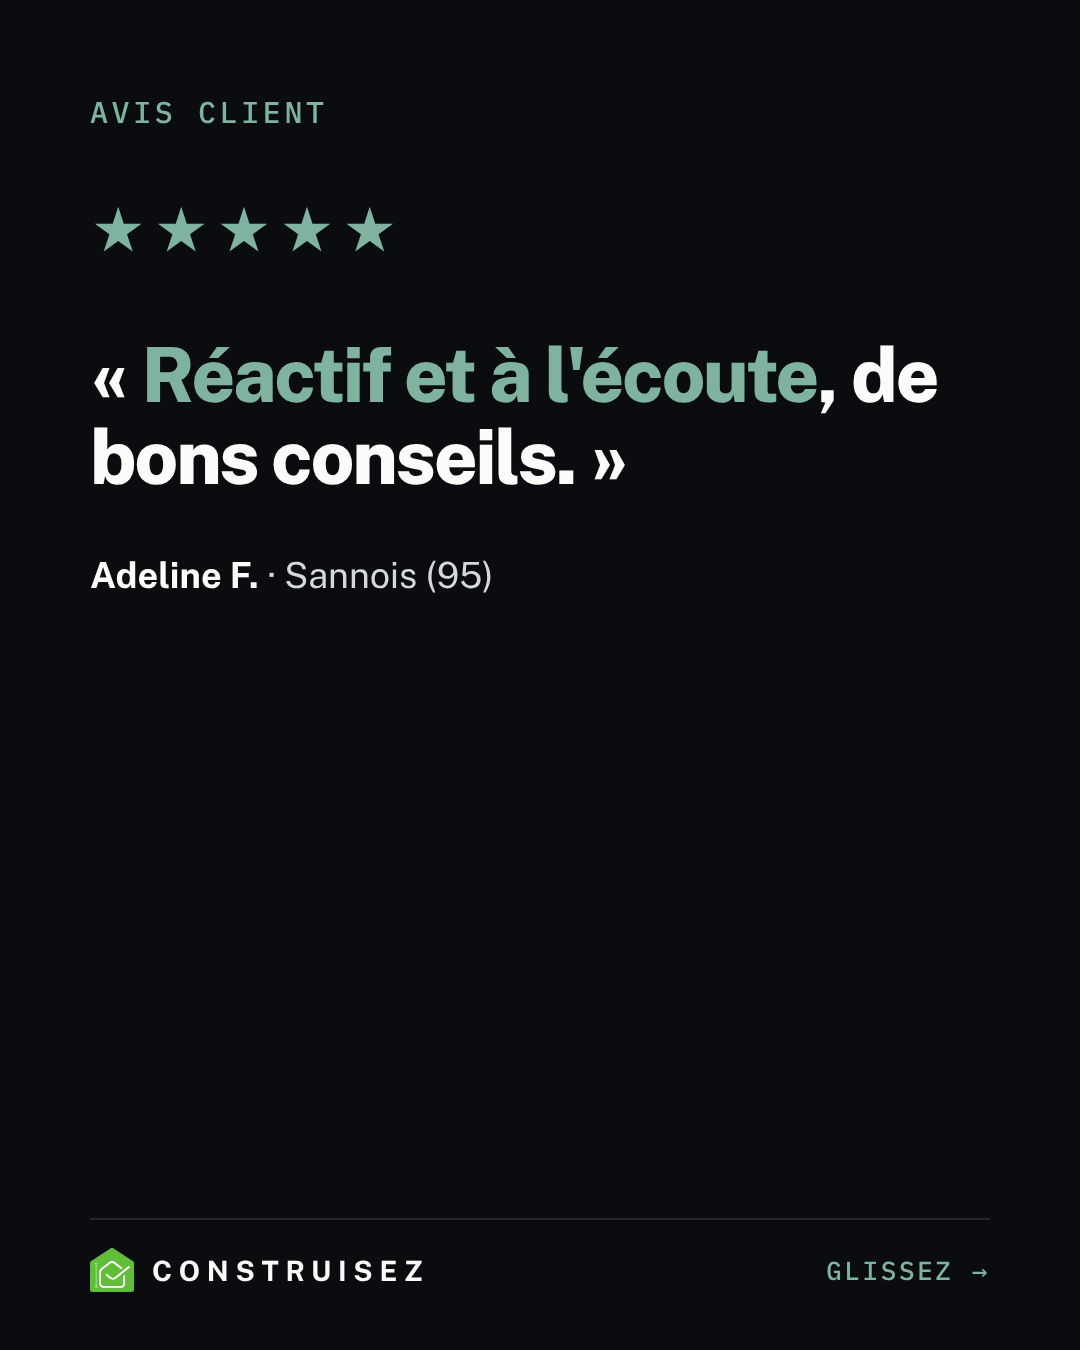 AVIS CLIENT
★★★★★
« Réactif et à l'écoute, de
bons conseils. »
Adeline F. · Sannois (95)
CONSTRUISEZ
GLISSEZ →